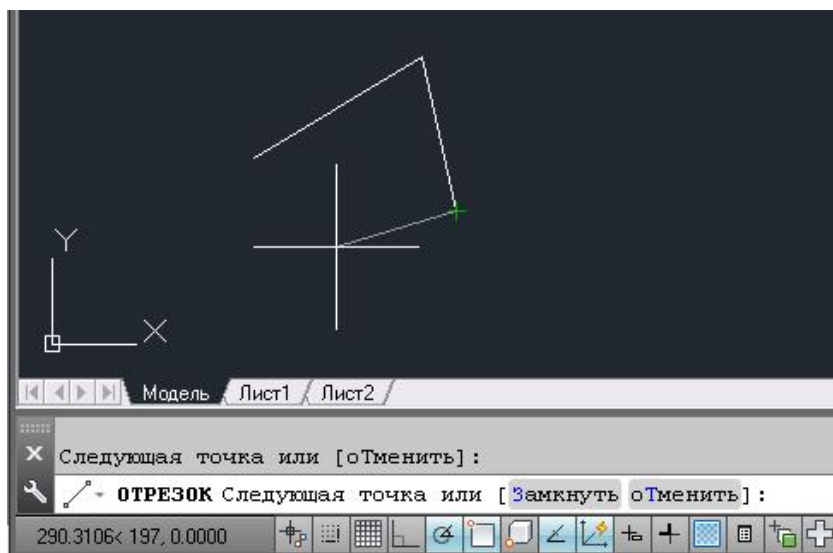 Y
X
Модель Лист1 Лист2
Следующая точка или [оТменить]:
ОТРЕЗОК Следующая точка или [Замкнуть оТменить]:
290.3106< 197, 0.0000